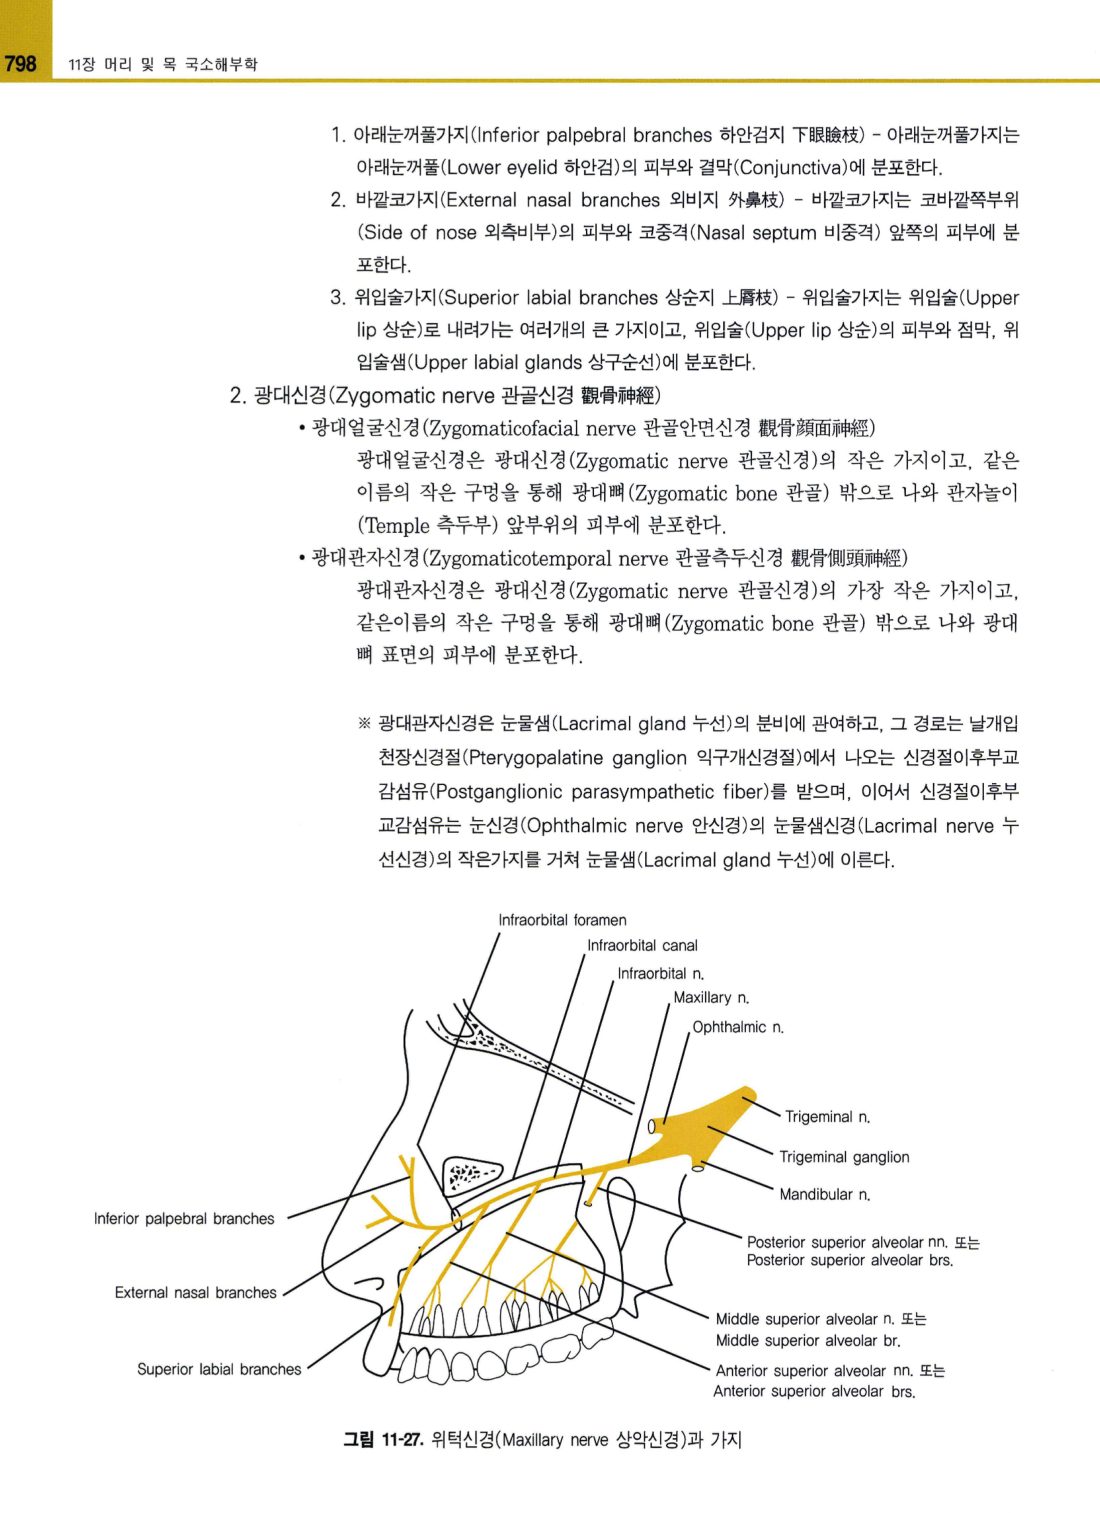 798 11장 머리 및 목 국소해부학
1. 아래눈꺼풀가지(Inferior palpebral branches 하안검지 下眼瞼枝) - 아래눈꺼풀가지는
아래눈꺼풀(Lower eyelid 하안검)의 피부와 결막(Conjunctiva)에 분포한다.
2. 바깥코가지(External nasal branches 외비지 外鼻枝) - 바깥코가지는 코바깥쪽부위
(Side of nose 외측비부)의 피부와 코중격(Nasal septum 비중격) 앞쪽의 피부에 분
포한다.
3. 위입술가지(Superior labial branches 상순지 上脣枝) - 위입술가지는 위입술(Upper
lip 상순)로 내려가는 여러개의 큰 가지이고, 위입술(Upper lip 상순)의 피부와 점막, 위
입술샘(Upper labial glands 상구순선)에 분포한다.
2. 광대신경(Zygomatic nerve 관골신경 觀骨神經)
• 광대얼굴신경(Zygomaticofacial nerve 관골안면신경 觀骨顔面神經)
광대얼굴신경은 광대신경(Zygomatic nerve 관골신경)의 작은 가지이고, 같은
이름의 작은 구멍을 통해 광대뼈(Zygomatic bone 관골) 밖으로 나와 관자놀이
(Temple 측두부) 앞부위의 피부에 분포한다.
• 광대관자신경(Zygomaticotemporal nerve 관골측두신경 觀骨側頭神經)
광대관자신경은 광대신경(Zygomatic nerve 관골신경)의 가장 작은 가지이고,
같은이름의 작은 구멍을 통해 광대뼈(Zygomatic bone 관골) 밖으로 나와 광대
뼈 표면의 피부에 분포한다.
※ 광대관자신경은 눈물샘(Lacrimal gland 누선)의 분비에 관여하고, 그 경로는 날개입
천장신경절(Pterygopalatine ganglion 익구개신경절)에서 나오는 신경절이후부교
감섬유(Postganglionic parasympathetic fiber)를 받으며, 이어서 신경절이후부
교감섬유는 눈신경(Ophthalmic nerve 안신경)의 눈물샘신경(Lacrimal nerve 누
선신경)의 작은가지를 거쳐 눈물샘(Lacrimal gland 누선)에 이른다.
Infraorbital foramen
Infraorbital canal
Infraorbital n.
Maxillary n.
Ophthalmic n.
Trigeminal n.
Trigeminal ganglion
Mandibular n.
Inferior palpebral branches
Posterior superior alveolar nn. 또는
Posterior superior alveolar brs.
External nasal branches
Middle superior alveolar n. 또는
Middle superior alveolar br.
Superior labial branches
Anterior superior alveolar nn. 또는
Anterior superior alveolar brs.
그림 11-27. 위턱신경(Maxillary nerve 상악신경)과 가지